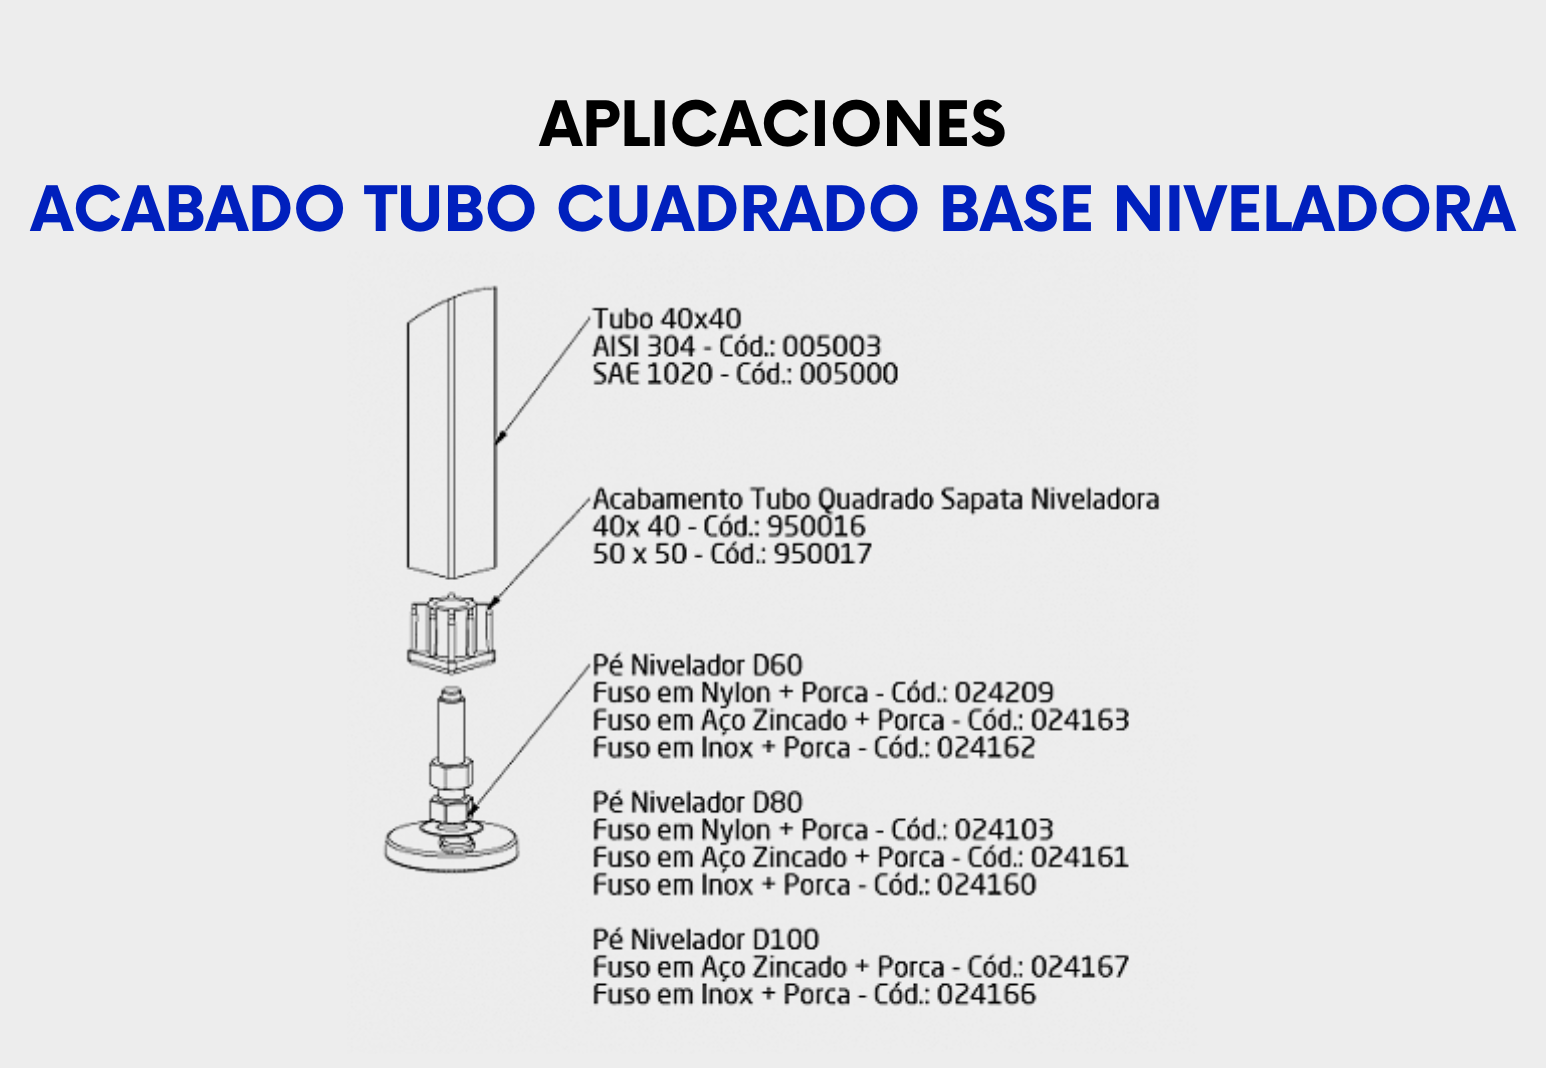 APLICACIONES
ACABADO TUBO CUADRADO BASE NIVELADORA
Tubo 40x40
AISI 304 - Cód.: 005003
SAE 1020 - Cód.: 005000
Acabamento Tubo Quadrado Sapata Niveladora
40x 40 - Cód.: 950016
50 x 50 - Cód.: 950017
Pé Nivelador D60
Fuso em Nylon + Porca - Cód.: 024209
Fuso em Aço Zincado + Porca - Cód.: 024163
Fuso em Inox + Porca - Cód.: 024162
Pé Nivelador D80
Fuso em Nylon + Porca - Cód.: 024103
Fuso em Aço Zincado + Porca - Cód.: 024161
Fuso em Inox + Porca - Cód.: 024160
Pé Nivelador D100
Fuso em Aço Zincado + Porca - Cód.: 024167
Fuso em Inox + Porca - Cód.: 024166